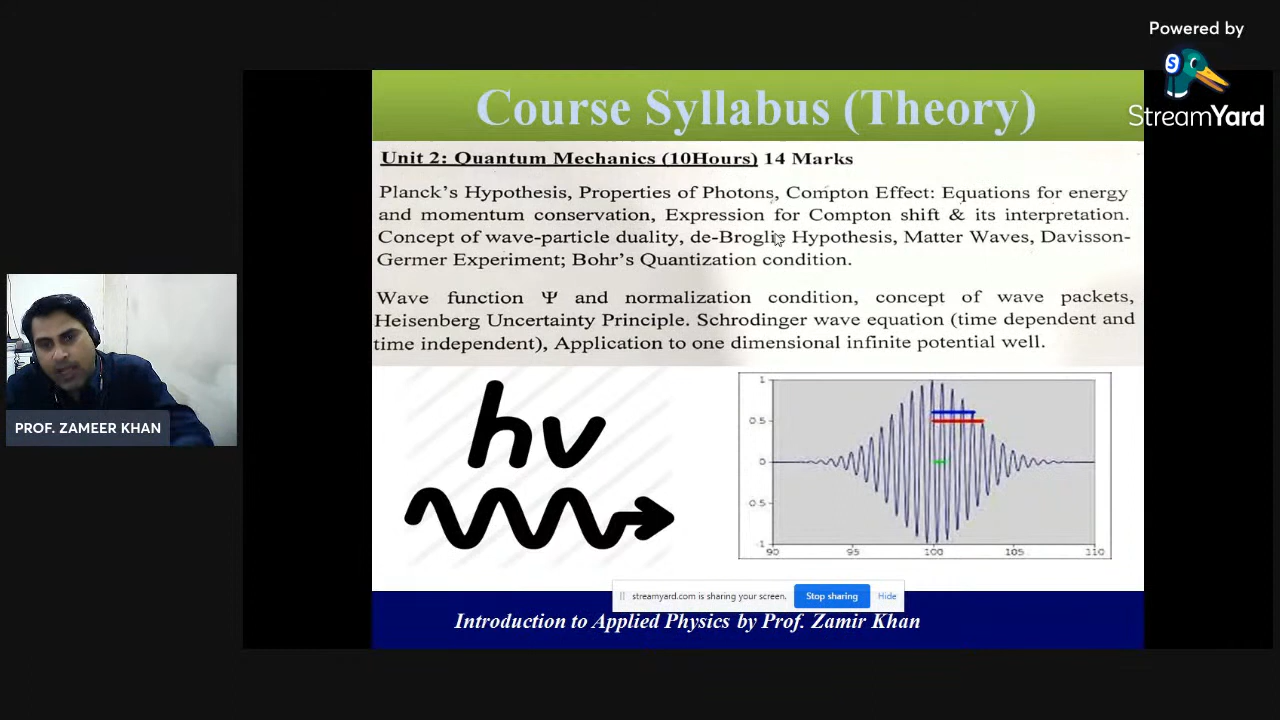 Powered by
StreamYard
Course Syllabus (Theory)
Unit 2: Quantum Mechanics (10Hours) 14 Marks
Planck's Hypothesis, Properties of Photons, Compton Effect: Equations for energy
and momentum conservation, Expression for Compton shift & its interpretation.
Concept of wave-particle duality, de-Broglie Hypothesis, Matter Waves, Davisson-
Germer Experiment; Bohr's Quantization condition.
Wave function Ψ and normalization condition, concept of wave packets,
Heisenberg Uncertainty Principle. Schrodinger wave equation (time dependent and
time independent), Application to one dimensional infinite potential well.
PROF. ZAMEER KHAN
hν
1
0.5
0
0.5
-1
90 95 100 105 110
streamyard.com is sharing your screen. Stop sharing Hide
Introduction to Applied Physics by Prof. Zamir Khan